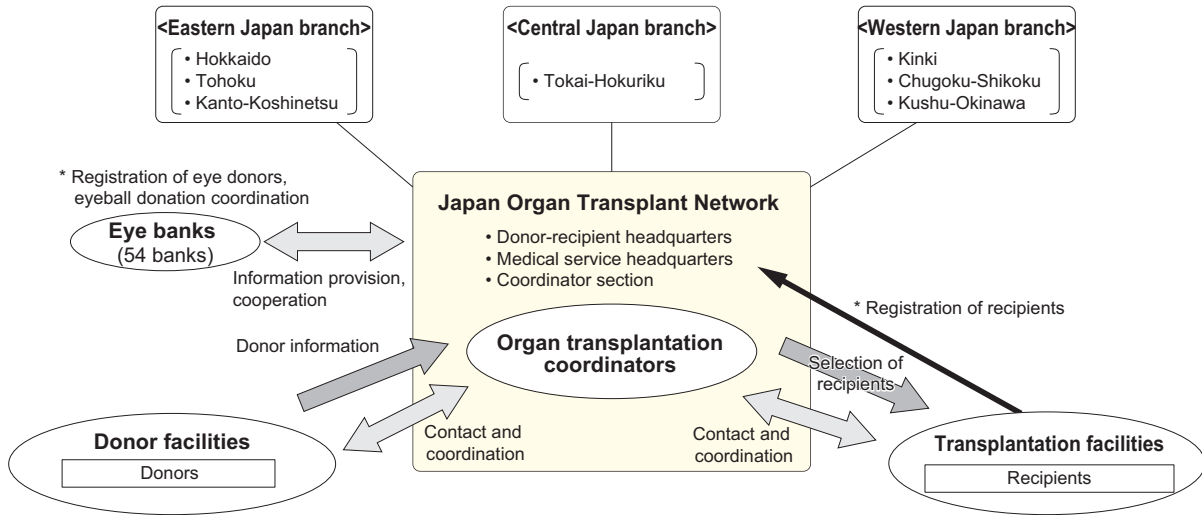 <Eastern Japan branch>
• Hokkaido
• Tohoku
• Kanto-Koshinetsu
<Central Japan branch>
• Tokai-Hokuriku
<Western Japan branch>
• Kinki
• Chugoku-Shikoku
• Kushu-Okinawa
* Registration of eye donors,
eyeball donation coordination
Eye banks
(54 banks)
Information provision,
cooperation
Japan Organ Transplant Network
• Donor-recipient headquarters
• Medical service headquarters
• Coordinator section
* Registration of recipients
Donor information
Organ transplantation
coordinators
Selection of
recipients
Contact and
coordination
Contact and
coordination
Donor facilities
Donors
Transplantation facilities
Recipients